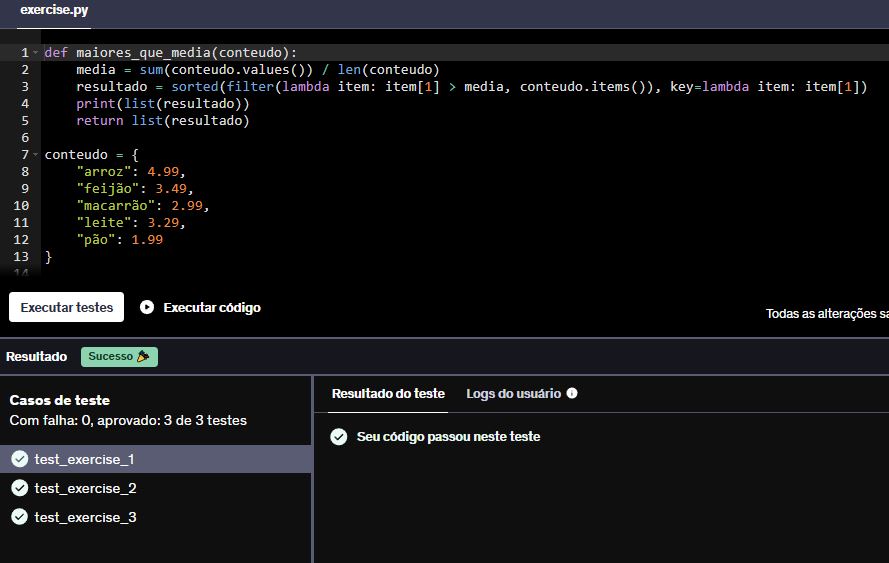 exercise.py
1 def maiores_que_media(conteudo):
2     media = sum(conteudo.values()) / len(conteudo)
3     resultado = sorted(filter(lambda item: item[1] > media, conteudo.items()), key=lambda item: item[1])
4     print(list(resultado))
5     return list(resultado)
6
7 conteudo = {
8     "arroz": 4.99,
9     "feijão": 3.49,
10     "macarrão": 2.99,
11     "leite": 3.29,
12     "pão": 1.99
13 }
14
Executar testes Executar código
Todas as alterações sa
Resultado Sucesso 🎉
Casos de teste
Com falha: 0, aprovado: 3 de 3 testes
test_exercise_1
test_exercise_2
test_exercise_3
Resultado do teste Logs do usuário
Seu código passou neste teste